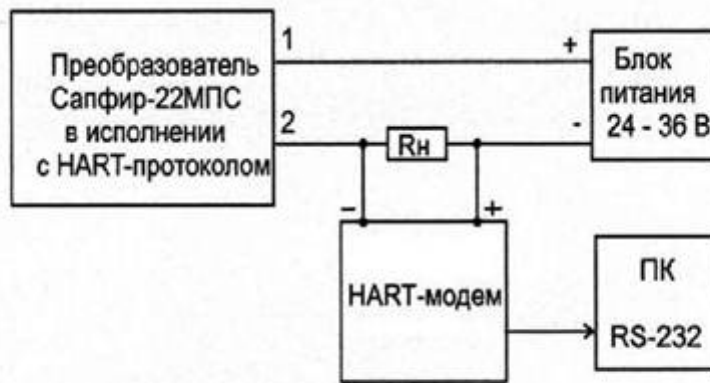 Преобразователь
Сапфир-22МПС
в исполнении
с HART-протоколом
1
2
+
-
Блок
питания
24 - 36 В
Rн
−
+
HART-модем
ПК
RS-232